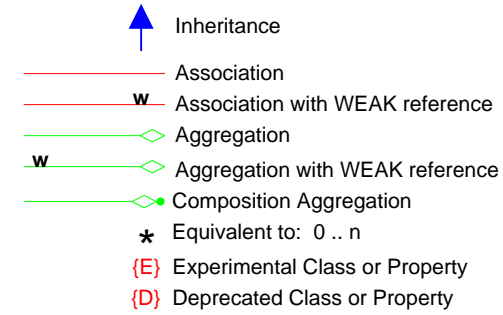 Inheritance
Association
w Association with WEAK reference
Aggregation
w Aggregation with WEAK reference
Composition Aggregation
* Equivalent to: 0 .. n
{E} Experimental Class or Property
{D} Deprecated Class or Property